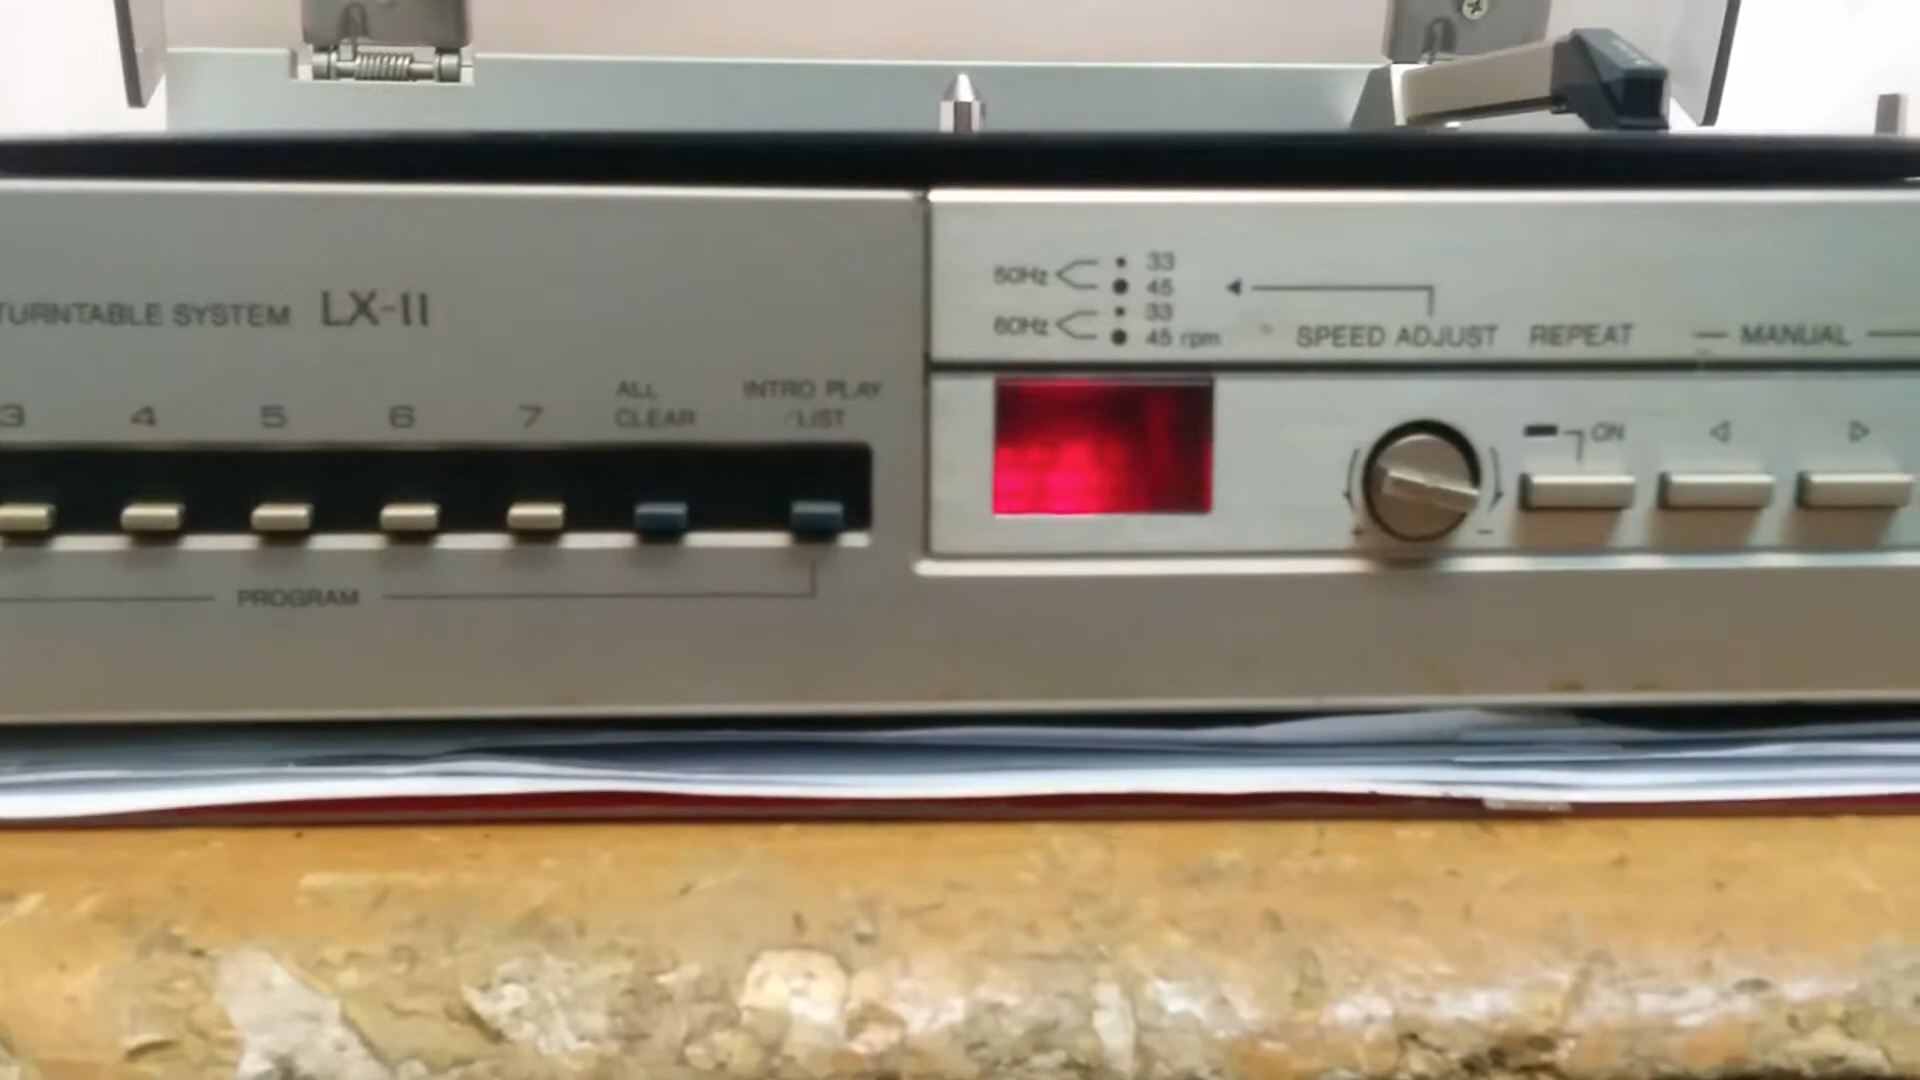 TURNTABLE SYSTEM LX-11
3 4 5 6 7
ALL
CLEAR
INTRO PLAY
/LIST
PROGRAM
50Hz
33
45
60Hz
33
45 rpm
SPEED ADJUST
REPEAT
MANUAL
ON